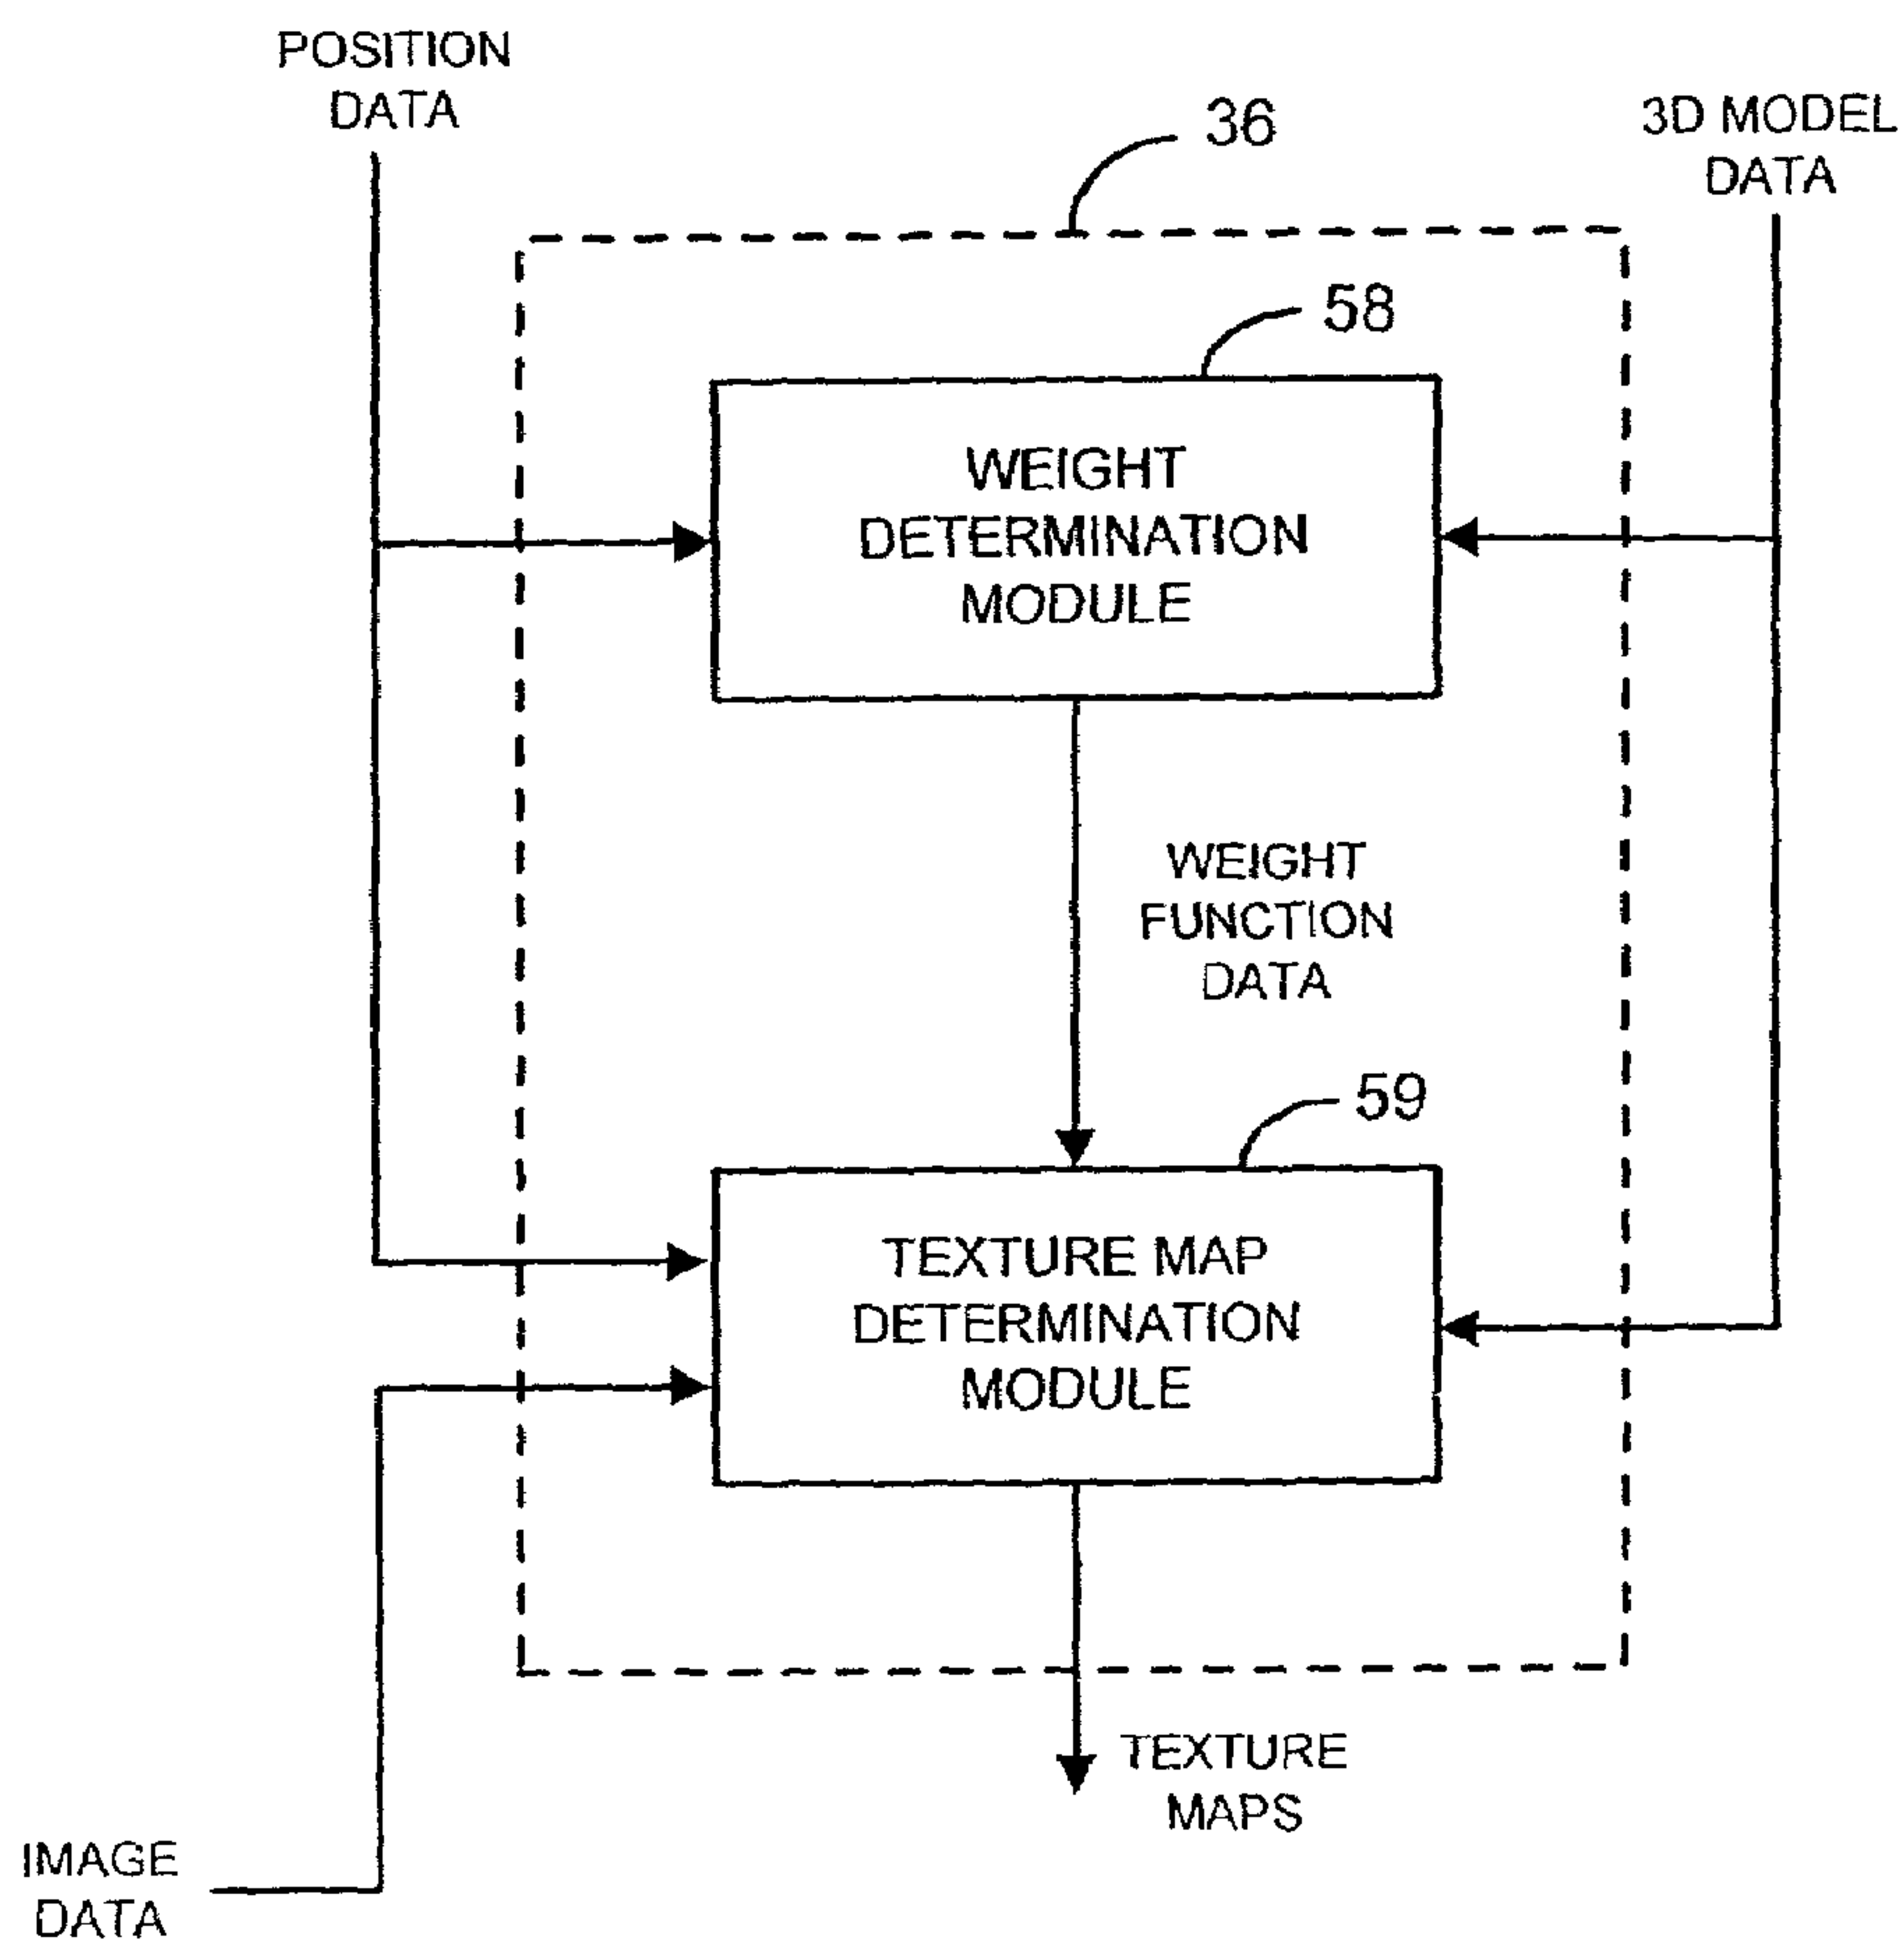 POSITION
DATA
36
3D MODEL
DATA
58
WEIGHT
DETERMINATION
MODULE
WEIGHT
FUNCTION
DATA
59
TEXTURE MAP
DETERMINATION
MODULE
TEXTURE
MAPS
IMAGE
DATA